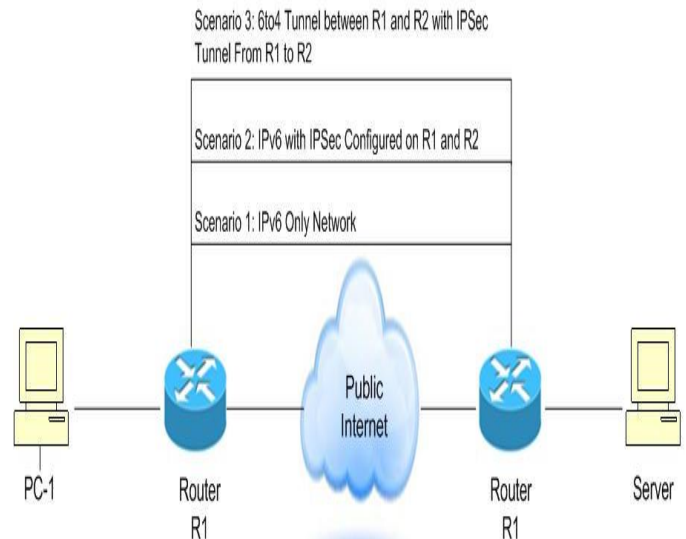 Scenario 3: 6to4 Tunnel between R1 and R2 with IPSec
Tunnel From R1 to R2
Scenario 2: IPv6 with IPSec Configured on R1 and R2
Scenario 1: IPv6 Only Network
Public
Internet
PC-1
Router
R1
Router
R1
Server